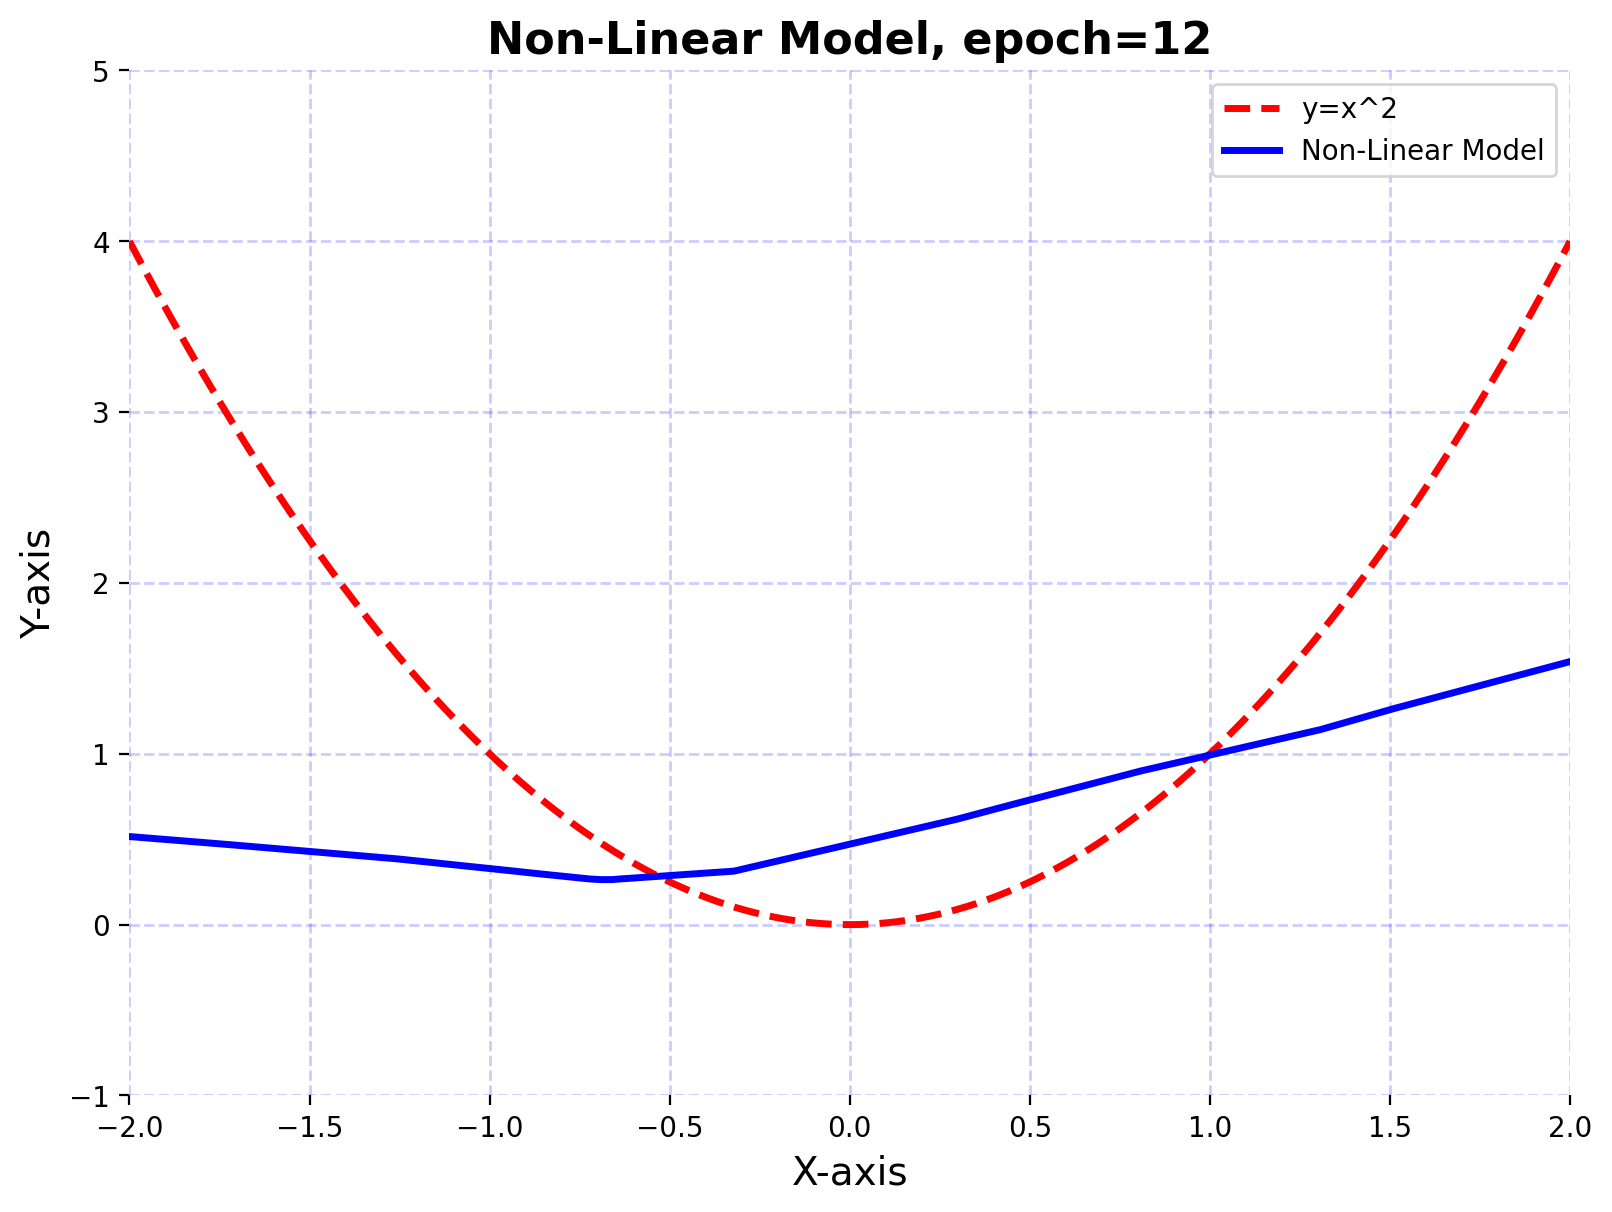 Non-Linear Model, epoch=12
y=x^2
Non-Linear Model
5
4
3
2
1
0
−1
Y-axis
−2.0 −1.5 −1.0 −0.5 0.0 0.5 1.0 1.5 2.0
X-axis